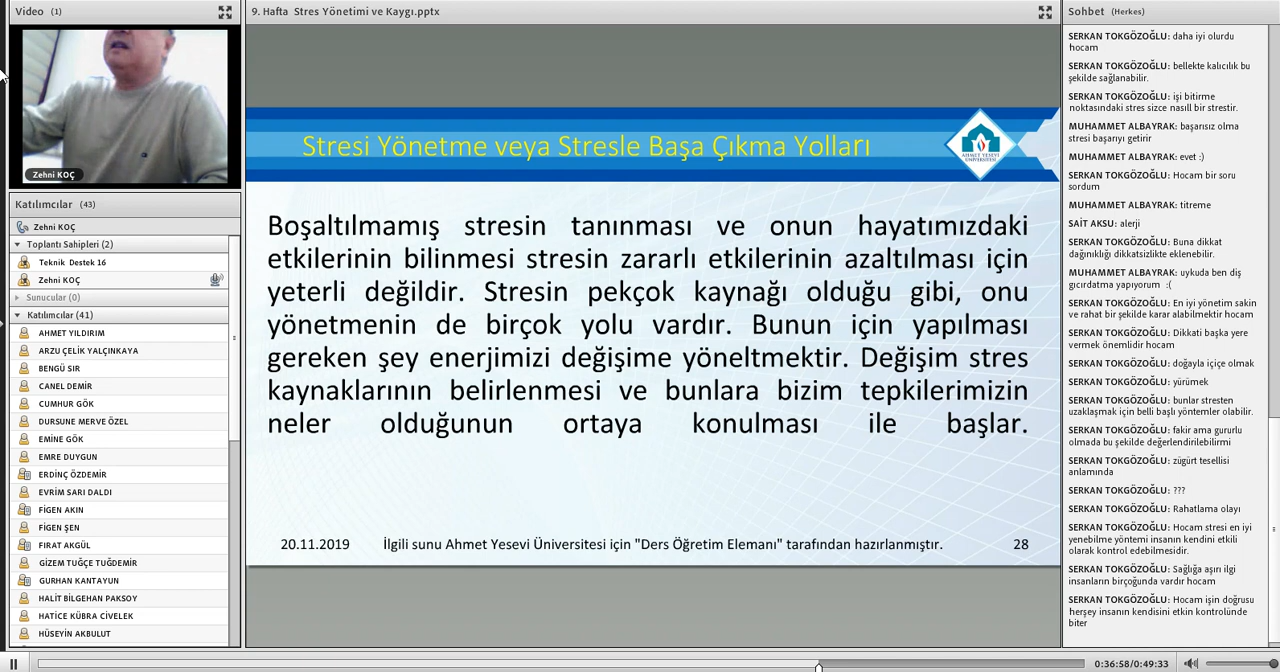 Video (1)
Zehni KOÇ
Katılımcılar (43)
Zehni KOÇ
Toplantı Sahipleri (2)
Teknik Destek 16
Zehni KOÇ
Sunucular (0)
Katılımcılar (41)
AHMET YILDIRIM
ARZU ÇELİK YALÇINKAYA
BENGÜ SIR
CANEL DEMİR
CUMHUR GÖK
DURSUNE MERVE ÖZEL
EMİNE GÖK
EMRE DUYGUN
ERDİNÇ ÖZDEMİR
EVRİM SARI DALDI
FİGEN AKIN
FİGEN ŞEN
FIRAT AKGÜL
GİZEM TUĞÇE TUĞDEMİR
GURHAN KANTAYUN
HALİT BİLGEHAN PAKSOY
HATİCE KÜBRA CİVELEK
HÜSEYİN AKBULUT
9. Hafta Stres Yönetimi ve Kaygı.pptx
Stresi Yönetme veya Stresle Başa Çıkma Yolları
AHMET YESEVİ
ÜNİVERSİTESİ
Boşaltılmamış stresin tanınması ve onun hayatımızdaki
etkilerinin bilinmesi stresin zararlı etkilerinin azaltılması için
yeterli değildir. Stresin pekçok kaynağı olduğu gibi, onu
yönetmenin de birçok yolu vardır. Bunun için yapılması
gereken şey enerjimizi değişime yöneltmektir. Değişim stres
kaynaklarının belirlenmesi ve bunlara bizim tepkilerimizin
neler olduğunun ortaya konulması ile başlar.
20.11.2019 İlgili sunu Ahmet Yesevi Üniversitesi için "Ders Öğretim Elemanı" tarafından hazırlanmıştır. 28
Sohbet (Herkes)
SERKAN TOKGÖZOĞLU: daha iyi olurdu
hocam
SERKAN TOKGÖZOĞLU: bellekte kalıcılık bu
şekilde sağlanabilir.
SERKAN TOKGÖZOĞLU: işi bitirme
noktasındaki stres sizce nasıll bir strestir.
MUHAMMET ALBAYRAK: başarısız olma
stresi başarıyı getirir
MUHAMMET ALBAYRAK: evet :)
SERKAN TOKGÖZOĞLU: Hocam bir soru
sordum
MUHAMMET ALBAYRAK: titreme
SAİT AKSU: alerji
SERKAN TOKGÖZOĞLU: Buna dikkat
dağınıklığı dikkatsizlikte eklenebilir.
MUHAMMET ALBAYRAK: uykuda ben diş
gıcırdatma yapıyorum :(
SERKAN TOKGÖZOĞLU: En iyi yönetim sakin
ve rahat bir şekilde karar alabilmektir hocam
SERKAN TOKGÖZOĞLU: Dikkati başka yere
vermek önemlidir hocam
SERKAN TOKGÖZOĞLU: doğayla içiçe olmak
SERKAN TOKGÖZOĞLU: yürümek
SERKAN TOKGÖZOĞLU: bunlar stresten
uzaklaşmak için belli başlı yöntemler olabilir.
SERKAN TOKGÖZOĞLU: fakir ama gururlu
olmada bu şekilde değerlendirilebilirmi
SERKAN TOKGÖZOĞLU: züğürt tesellisi
anlamında
SERKAN TOKGÖZOĞLU: ???
SERKAN TOKGÖZOĞLU: Rahatlama olayı
SERKAN TOKGÖZOĞLU: Hocam stresi en iyi
yenebilme yöntemi insanın kendini etkili
olarak kontrol edebilmesidir.
SERKAN TOKGÖZOĞLU: Sağlığa aşırı ilgi
insanların birçoğunda vardır hocam
SERKAN TOKGÖZOĞLU: Hocam işin doğrusu
herşey insanın kendisini etkin kontrolünde
biter
0:36:58/0:49:33